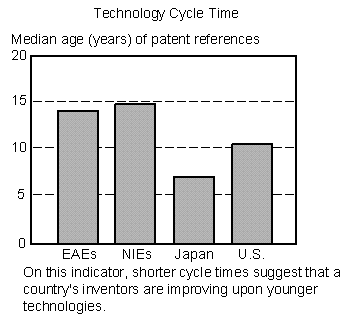 Technology Cycle Time
Median age (years) of patent references
20
15
10
5
0
EAEs NIEs Japan U.S.
On this indicator, shorter cycle times suggest that a
country's inventors are improving upon younger
technologies.